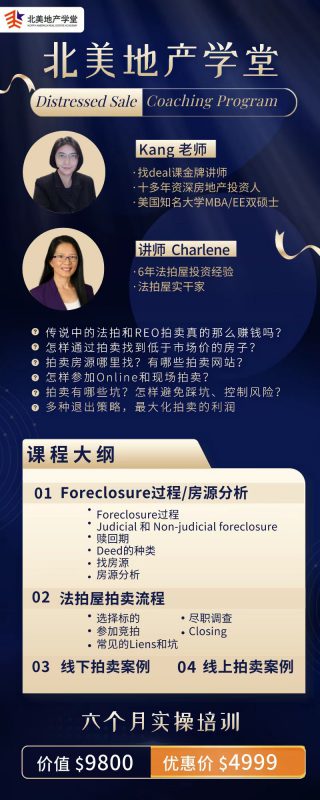 北美地产学堂
NORTH AMERICA REAL ESTATE ACADEMY
北美地产学堂
Distressed Sale Coaching Program
Kang 老师
·找deal课金牌讲师
·十多年资深房地产投资人
·美国知名大学MBA/EE双硕士
讲师 Charlene
·6年法拍屋投资经验
·法拍屋实干家
? 传说中的法拍和REO拍卖真的那么赚钱吗?
? 怎样通过拍卖找到低于市场价的房子?
? 拍卖房源哪里找? 有哪些拍卖网站?
? 怎样参加Online和现场拍卖?
? 拍卖有哪些坑? 怎样避免踩坑、控制风险?
? 多种退出策略，最大化拍卖的利润
课程大纲
01 Foreclosure过程/房源分析
• Foreclosure过程
• Judicial 和 Non-judicial foreclosure
• 赎回期
• Deed的种类
• 找房源
• 房源分析
02 法拍屋拍卖流程
• 选择标的
• 参加竞拍
• 常见的Liens和坑
• 尽职调查
• Closing
03 线下拍卖案例
04 线上拍卖案例
六个月实操培训
价值 $9800
优惠价 $4999